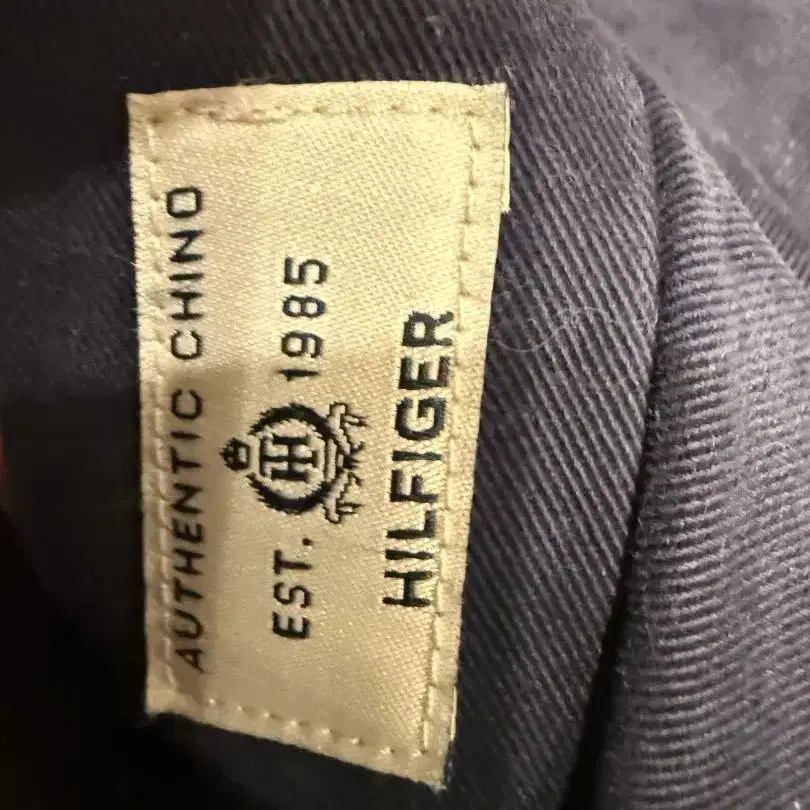 AUTHENTIC CHINO
EST. TH 1985
HILFIGER